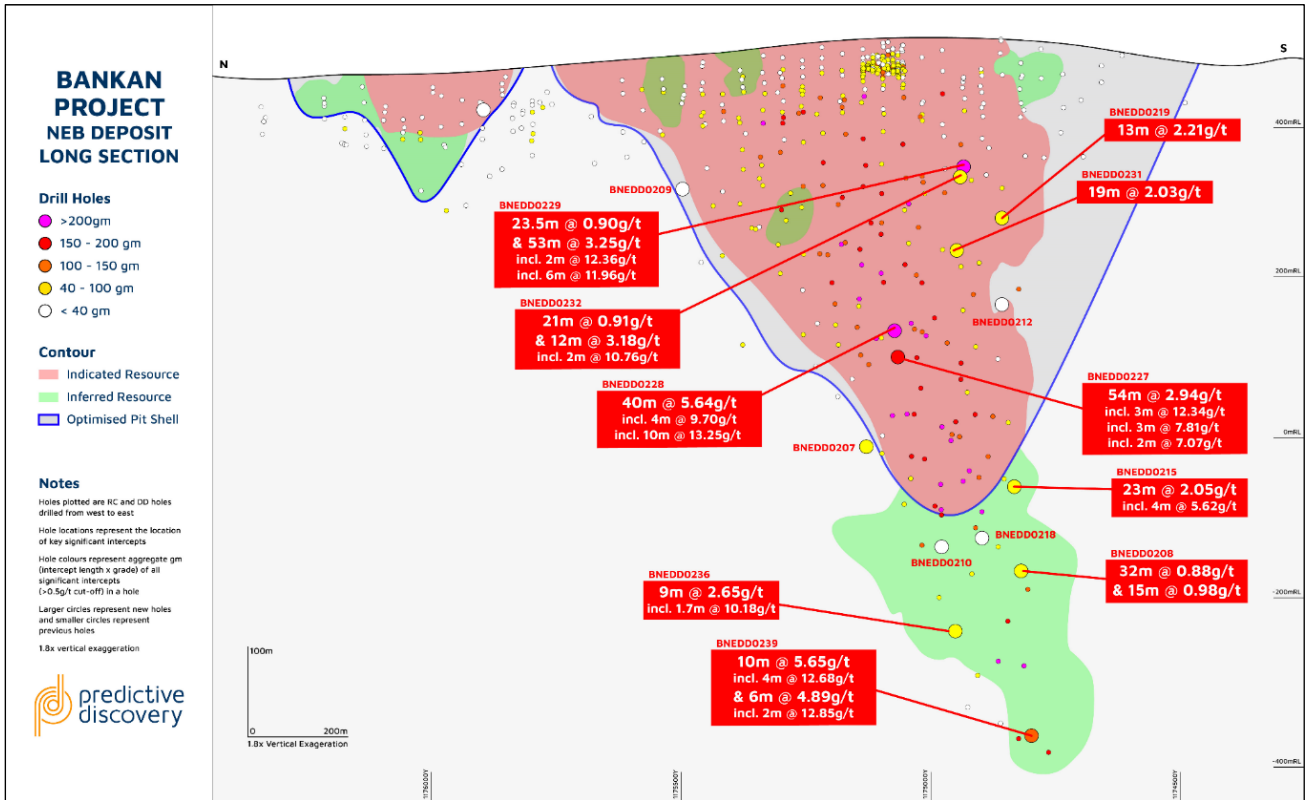 BANKAN
PROJECT
NEB DEPOSIT
LONG SECTION
Drill Holes
>200gm
150 - 200 gm
100 - 150 gm
40 - 100 gm
< 40 gm
Contour
Indicated Resource
Inferred Resource
Optimised Pit Shell
Notes
Holes plotted are RC and DD holes
drilled from west to east
Hole locations represent the location
of key significant intercepts
Hole colours represent aggregate gm
(intercept length x grade) of all
significant intercepts
(>0.5g/t cut-off) in a hole
Larger circles represent new holes
and smaller circles represent
previous holes
1.8x vertical exaggeration
predictive
discovery
N
S
BNEDD0219
13m @ 2.21g/t
400mRL
BNEDD0231
19m @ 2.03g/t
BNEDD0209
BNEDD0229
23.5m @ 0.90g/t
& 53m @ 3.25g/t
incl. 2m @ 12.36g/t
incl. 6m @ 11.96g/t
200mRL
BNEDD0232
21m @ 0.91g/t
& 12m @ 3.18g/t
incl. 2m @ 10.76g/t
BNEDD0212
BNEDD0228
40m @ 5.64g/t
incl. 4m @ 9.70g/t
incl. 10m @ 13.25g/t
BNEDD0227
54m @ 2.94g/t
incl. 3m @ 12.34g/t
incl. 3m @ 7.81g/t
incl. 2m @ 7.07g/t
0mRL
BNEDD0207
BNEDD0215
23m @ 2.05g/t
incl. 4m @ 5.62g/t
BNEDD0218
BNEDD0210
BNEDD0208
32m @ 0.88g/t
& 15m @ 0.98g/t
BNEDD0236
9m @ 2.65g/t
incl. 1.7m @ 10.18g/t
-200mRL
BNEDD0239
10m @ 5.65g/t
incl. 4m @ 12.68g/t
& 6m @ 4.89g/t
incl. 2m @ 12.85g/t
100m
0
200m
1.8x Vertical Exageration
-400mRL
1176000Y
1175500Y
1175000Y
1174500Y